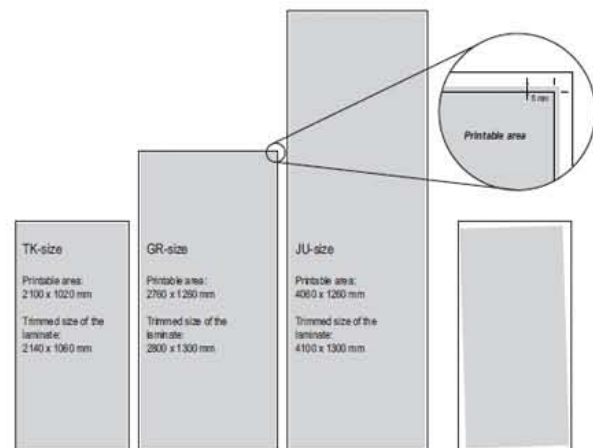 5 mm
Printable area
TK-size
Printable area:
2100 x 1020 mm
Trimmed size of the
laminate:
2140 x 1060 mm
GR-size
Printable area:
2760 x 1260 mm
Trimmed size of the
laminate:
2800 x 1300 mm
JU-size
Printable area:
4060 x 1260 mm
Trimmed size of the
laminate:
4100 x 1300 mm